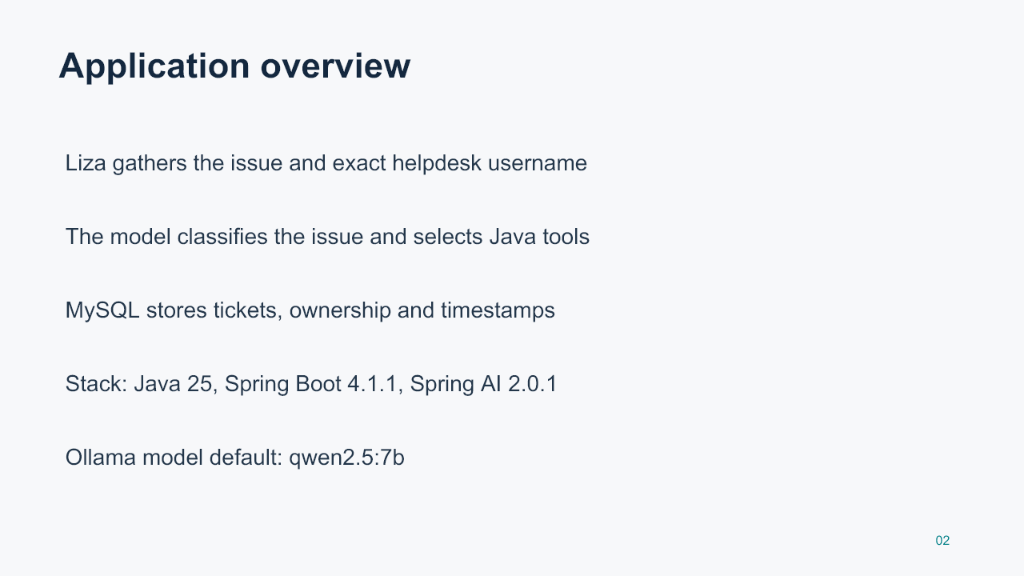 Application overview
Liza gathers the issue and exact helpdesk username
The model classifies the issue and selects Java tools
MySQL stores tickets, ownership and timestamps
Stack: Java 25, Spring Boot 4.1.1, Spring AI 2.0.1
Ollama model default: qwen2.5:7b
02